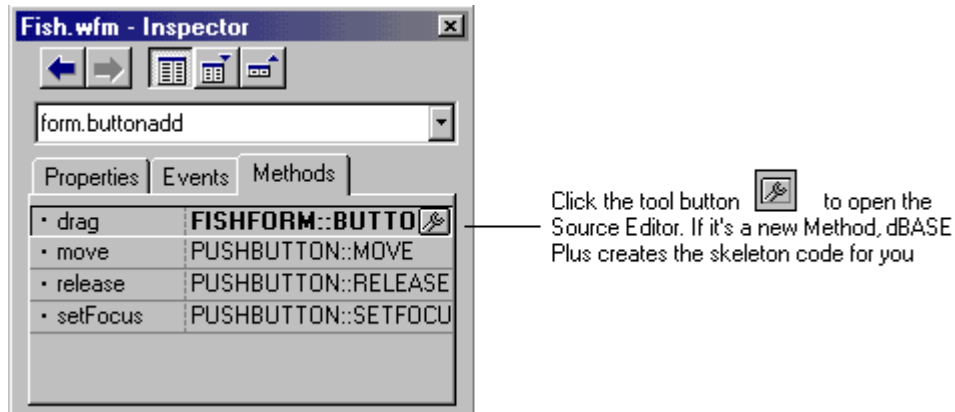 Fish.wfm - Inspector
form.buttonadd
Properties Events Methods
· drag FISHFORM::BUTTO
· move PUSHBUTTON::MOVE
· release PUSHBUTTON::RELEASE
· setFocus PUSHBUTTON::SETFOCU
Click the tool button to open the
Source Editor. If it's a new Method, dBASE
Plus creates the skeleton code for you